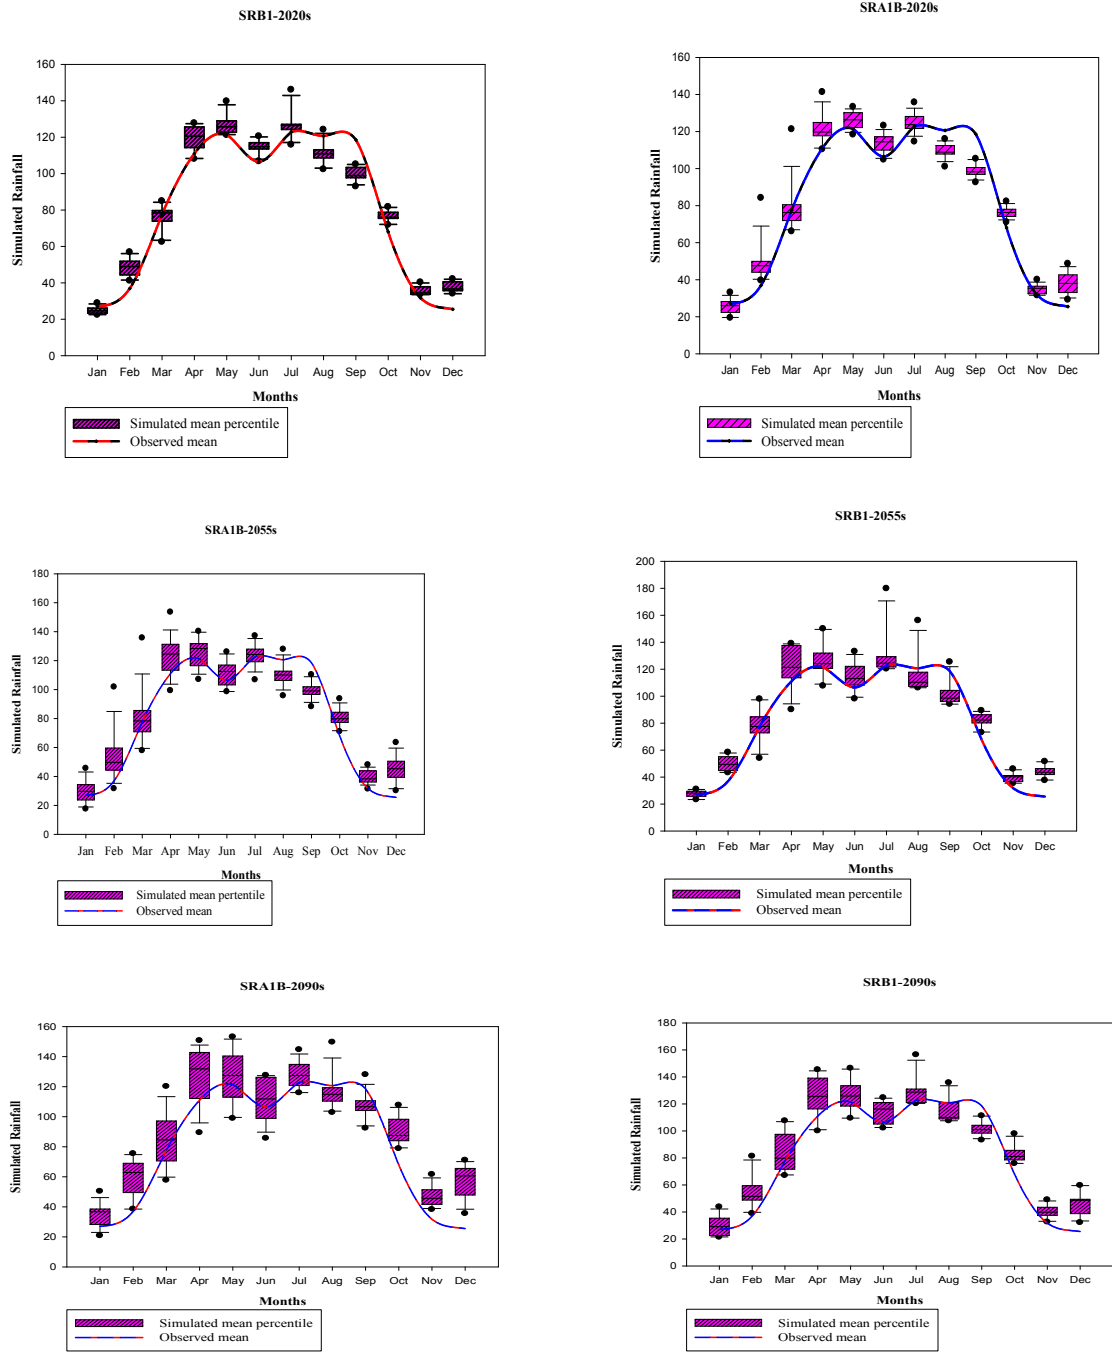 SRB1-2020s
160
140
120
100
80
60
40
20
0
Simulated Rainfall
Jan Feb Mar Apr May Jun Jul Aug Sep Oct Nov Dec
Months
Simulated mean percentile
Observed mean
SRA1B-2020s
160
140
120
100
80
60
40
20
0
Simulated Rainfall
Jan Feb Mar Apr May Jun Jul Aug Sep Oct Nov Dec
Months
Simulated mean percentile
Observed mean
SRA1B-2055s
180
160
140
120
100
80
60
40
20
0
Simulated Rainfall
Jan Feb Mar Apr May Jun Jul Aug Sep Oct Nov Dec
Months
Simulated mean pertentile
Observed mean
SRB1-2055s
200
180
160
140
120
100
80
60
40
20
0
Simulated Rainfall
Jan Feb Mar Apr May Jun Jul Aug Sep Oct Nov Dec
Months
Simulated mean percentile
Observed mean
SRA1B-2090s
160
140
120
100
80
60
40
20
0
Simulated Rainfall
Jan Feb Mar Apr May Jun Jul Aug Sep Oct Nov Dec
Months
Simulated mean percentile
Observed mean
SRB1-2090s
180
160
140
120
100
80
60
40
20
0
Simulated Rainfall
Jan Feb Mar Apr May Jun Jul Aug Sep Oct Nov Dec
Months
Simulated mean percentile
Observed mean